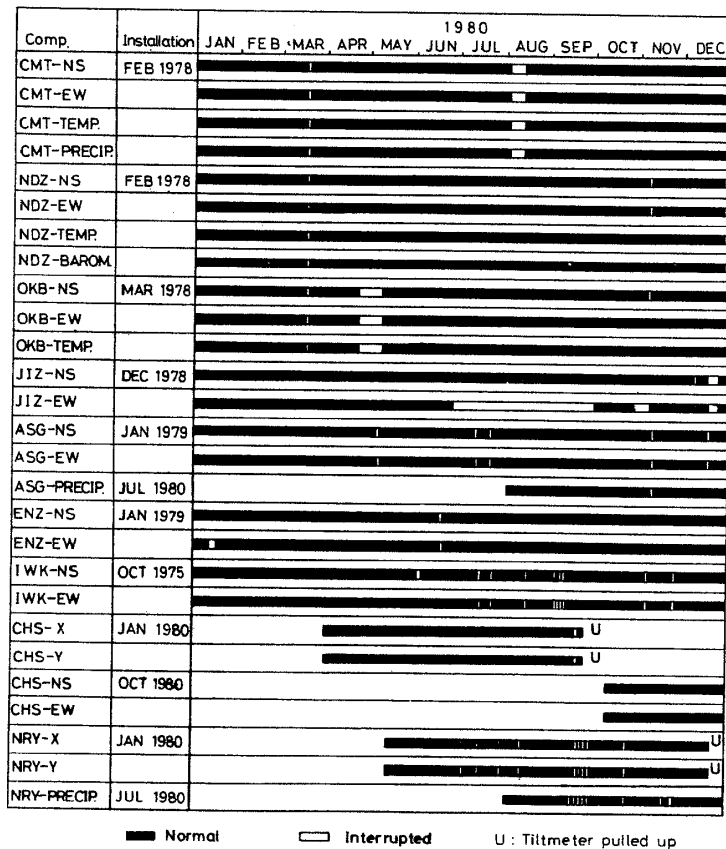 1980
Comp. Installation JAN FEB MAR APR MAY JUN JUL AUG SEP OCT NOV DEC
CMT-NS FEB 1978
CMT-EW
CMT-TEMP.
CMT-PRECIP.
NDZ-NS FEB 1978
NDZ-EW
NDZ-TEMP.
NDZ-BAROM.
OKB-NS MAR 1978
OKB-EW
OKB-TEMP.
JIZ-NS DEC 1978
JIZ-EW
ASG-NS JAN 1979
ASG-EW
ASG-PRECIP. JUL 1980
ENZ-NS JAN 1979
ENZ-EW
IWK-NS OCT 1975
IWK-EW
CHS-X JAN 1980 U
CHS-Y U
CHS-NS OCT 1980
CHS-EW
NRY-X JAN 1980 U
NRY-Y U
NRY-PRECIP. JUL 1980
Normal Interrupted U : Tiltmeter pulled up